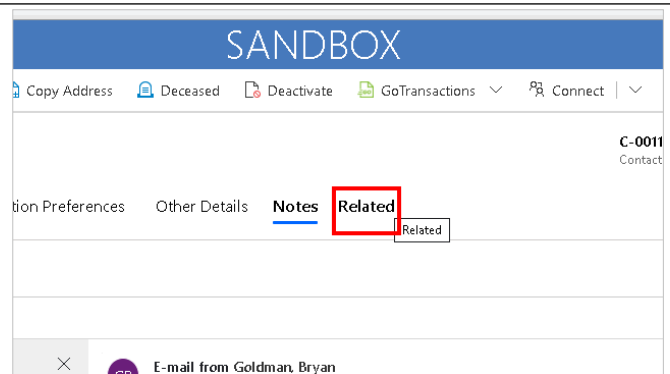 SANDBOX
Copy Address Deceased Deactivate GoTransactions Connect
C-0011
Contact
tion Preferences Other Details Notes Related
Related
E-mail from Goldman, Bryan